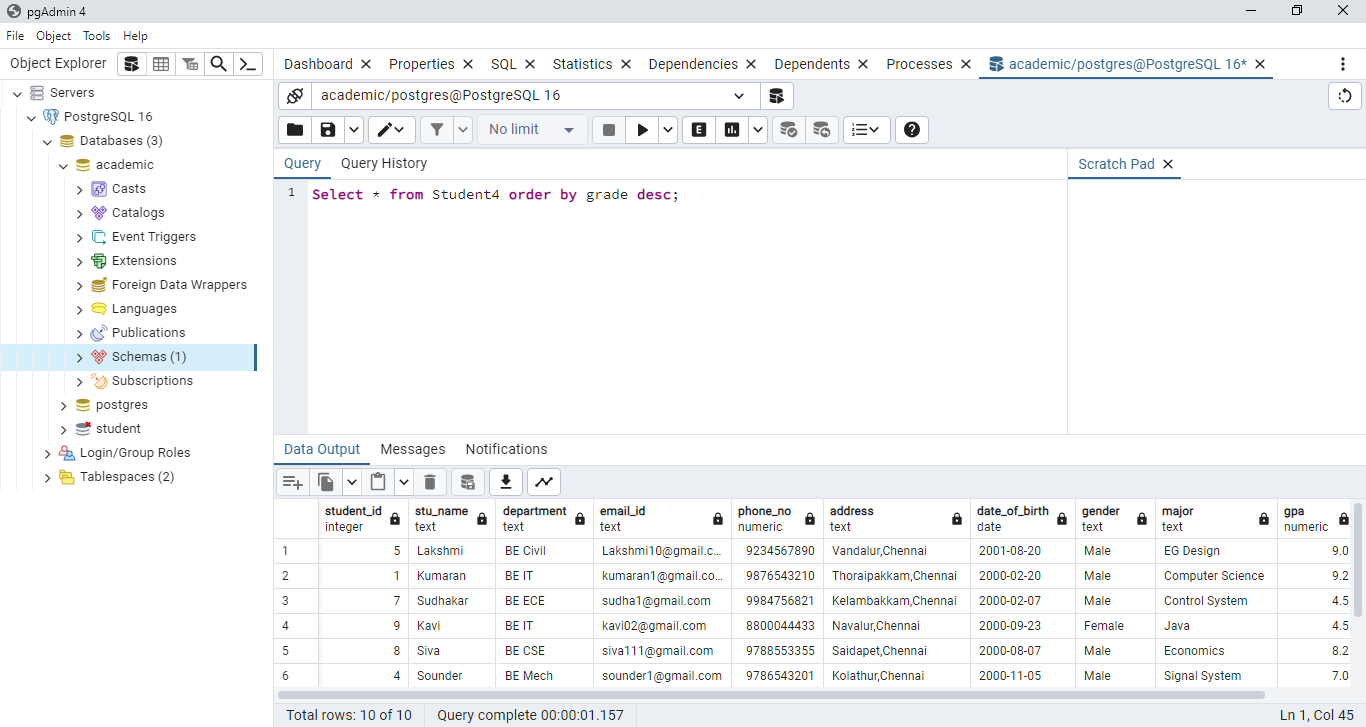 pgAdmin 4
File Object Tools Help
Object Explorer
Dashboard Properties SQL Statistics Dependencies Dependents Processes academic/postgres@PostgreSQL 16*
Servers
PostgreSQL 16
Databases (3)
academic
Casts
Catalogs
Event Triggers
Extensions
Foreign Data Wrappers
Languages
Publications
Schemas (1)
Subscriptions
postgres
student
Login/Group Roles
Tablespaces (2)
academic/postgres@PostgreSQL 16
No limit E
Query Query History Scratch Pad
1 Select * from Student4 order by grade desc;
Data Output Messages Notifications
student_id stu_name department email_id phone_no address date_of_birth gender major gpa
integer text text text numeric text date text text numeric
1 5 Lakshmi BE Civil Lakshmi10@gmail.c... 9234567890 Vandalur,Chennai 2001-08-20 Male EG Design 9.0
2 1 Kumaran BE IT kumaran1@gmail.co... 9876543210 Thoraipakkam,Chennai 2000-02-20 Male Computer Science 9.2
3 7 Sudhakar BE ECE sudha1@gmail.com 9984756821 Kelambakkam,Chennai 2000-02-07 Male Control System 4.5
4 9 Kavi BE IT kavi02@gmail.com 8800044433 Navalur,Chennai 2000-09-23 Female Java 4.5
5 8 Siva BE CSE siva111@gmail.com 9788553355 Saidapet,Chennai 2000-08-07 Male Economics 8.2
6 4 Sounder BE Mech sounder1@gmail.com 9786543201 Kolathur,Chennai 2000-11-05 Male Signal System 7.0
Total rows: 10 of 10 Query complete 00:00:01.157 Ln 1, Col 45